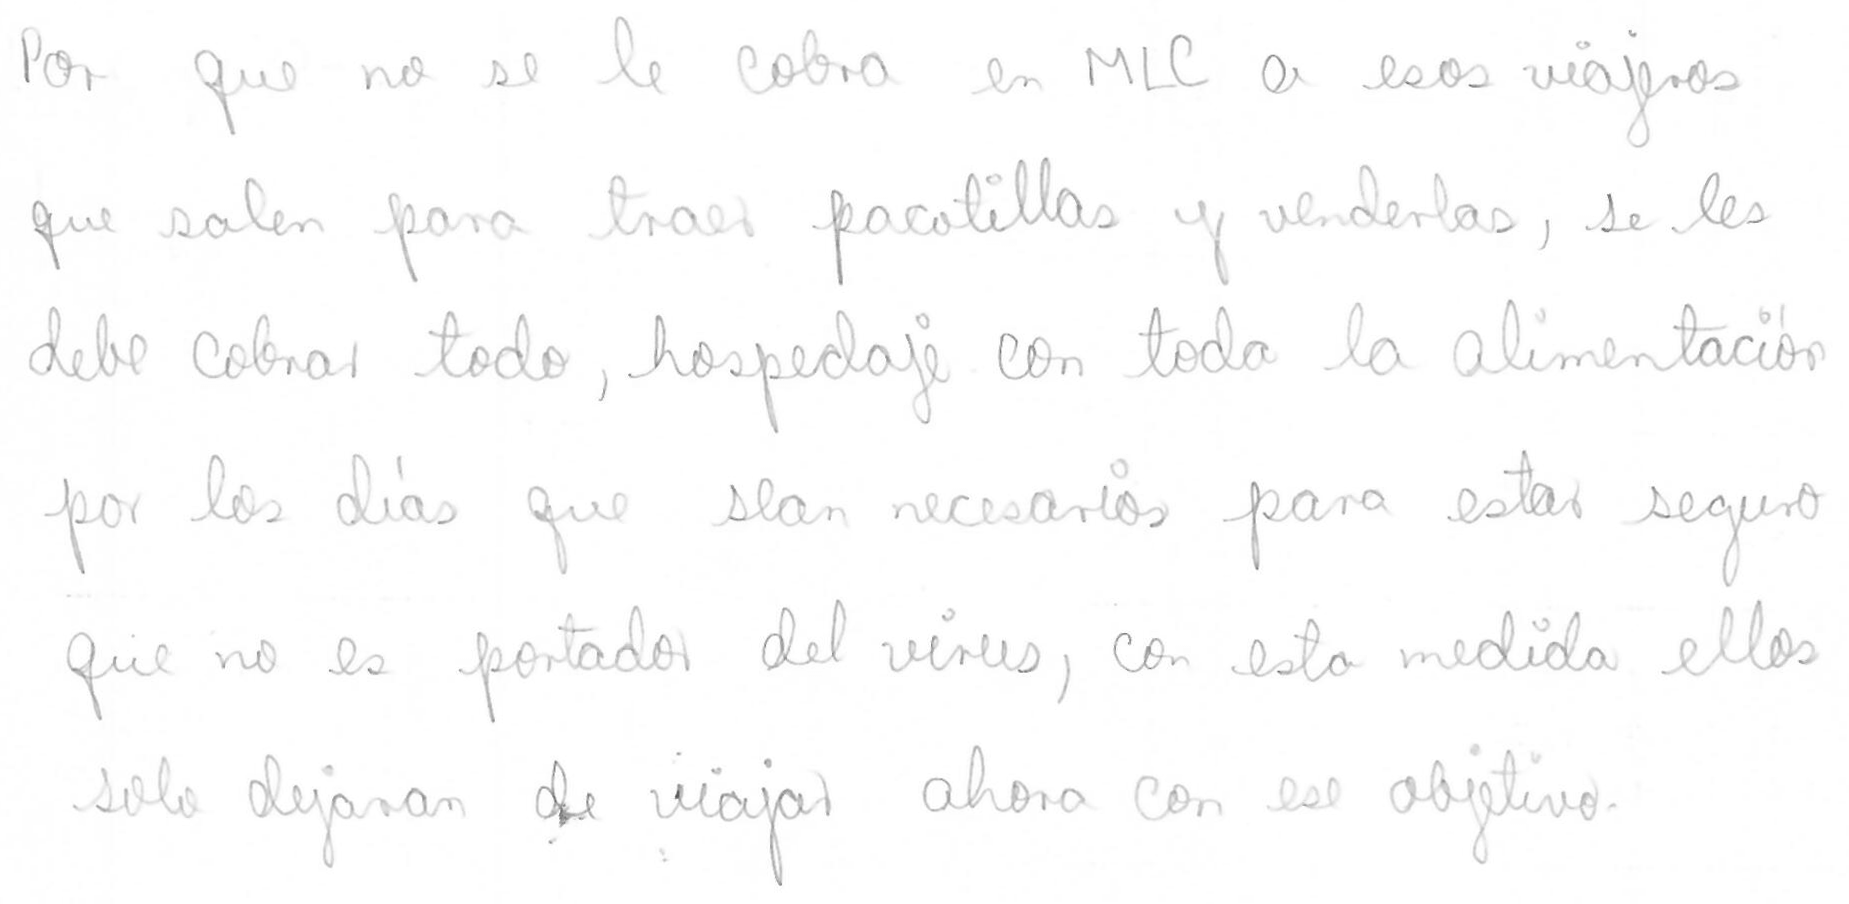 Por que no se le cobra en MLC a esos viajeros
que salen para traer pacotillas y venderlas, se les
debe cobrar todo, hospedaje con toda la alimentación
por los días que sean necesarios para estar seguro
que no es portador del virus, con esta medida ellos
solo dejaran de viajar ahora con ese objetivo.